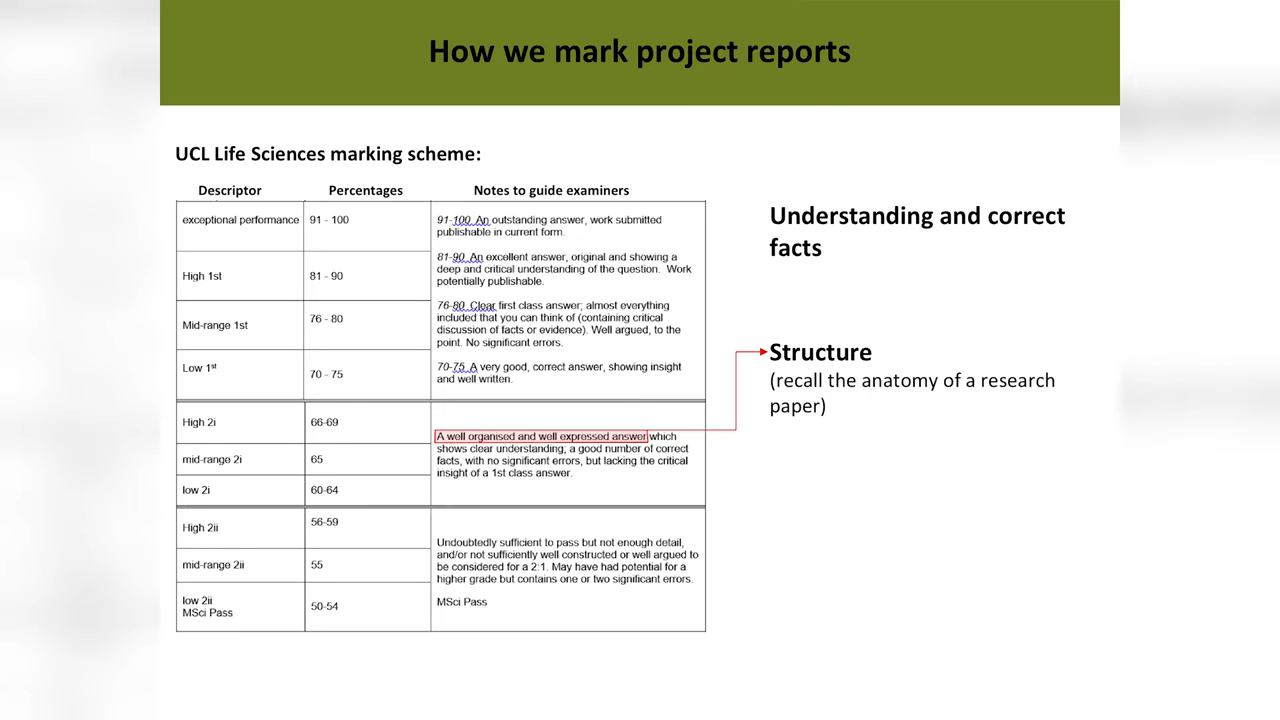 How we mark project reports
UCL Life Sciences marking scheme:
Descriptor Percentages Notes to guide examiners
exceptional performance 91 - 100
91-100 An outstanding answer, work submitted
publishable in current form.
High 1st 81 - 90
81-90 An excellent answer, original and showing a
deep and critical understanding of the question. Work
potentially publishable.
Mid-range 1st 76 - 80
76-80 Clear first class answer; almost everything
included that you can think of (containing critical
discussion of facts or evidence). Well argued, to the
point. No significant errors.
Low 1st 70 - 75
70-75 A very good, correct answer, showing insight
and well written.
High 2i 66-69
mid-range 2i 65
low 2i 60-64
A well organised and well expressed answer which
shows clear understanding; a good number of correct
facts, with no significant errors, but lacking the critical
insight of a 1st class answer.
High 2ii 56-59
mid-range 2ii 55
low 2ii
MSci Pass 50-54
Undoubtedly sufficient to pass but not enough detail,
and/or not sufficiently well constructed or well argued to
be considered for a 2:1. May have had potential for a
higher grade but contains one or two significant errors.
MSci Pass
Understanding and correct
facts
Structure
(recall the anatomy of a research
paper)